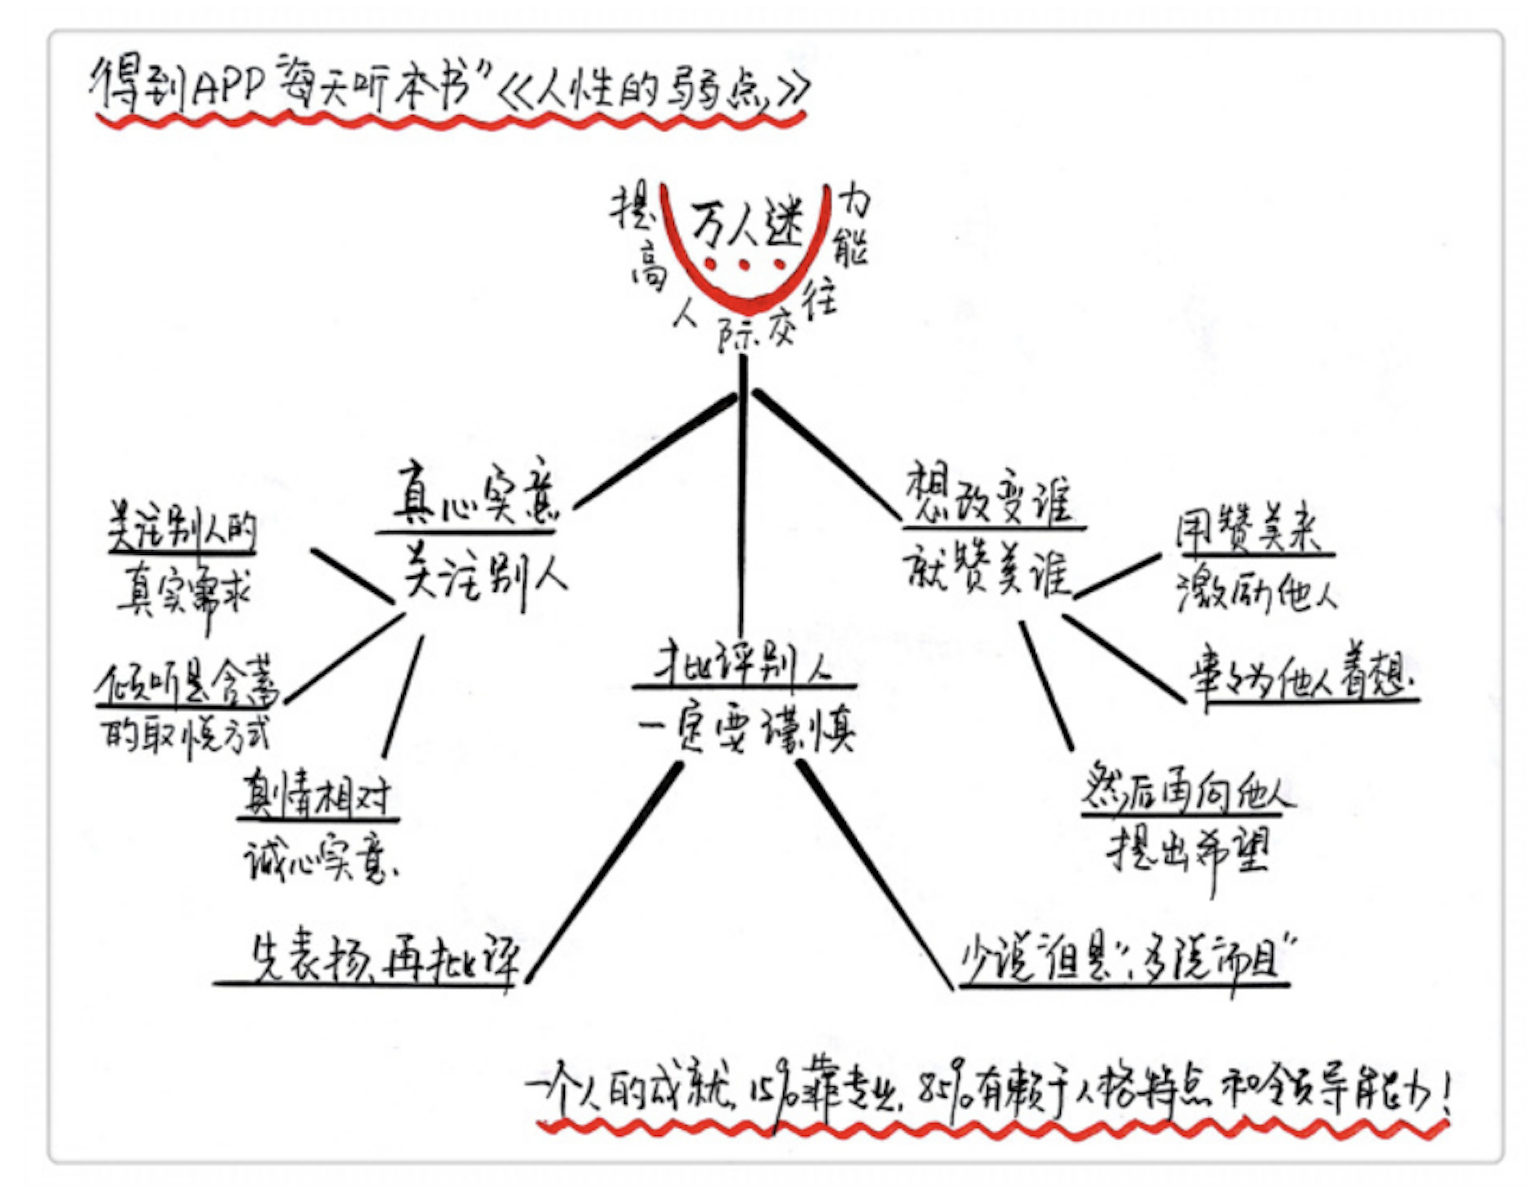 得到APP“每天听本书”《人性的弱点》
万人迷
提高人际交往能力
真心实意
关注别人
关注别人的
真实需求
倾听是含蓄
的取悦方式
真情相对
诚心实意.
批评别人
一定要谨慎
先表扬,再批评
少说“但是”,多说“而且”
想改变谁
就赞美谁
用赞美来
激励他人
事々为他人着想.
然后再向他人
提出希望
一个人的成就,15%靠专业,85%有赖于人格特点和领导能力!